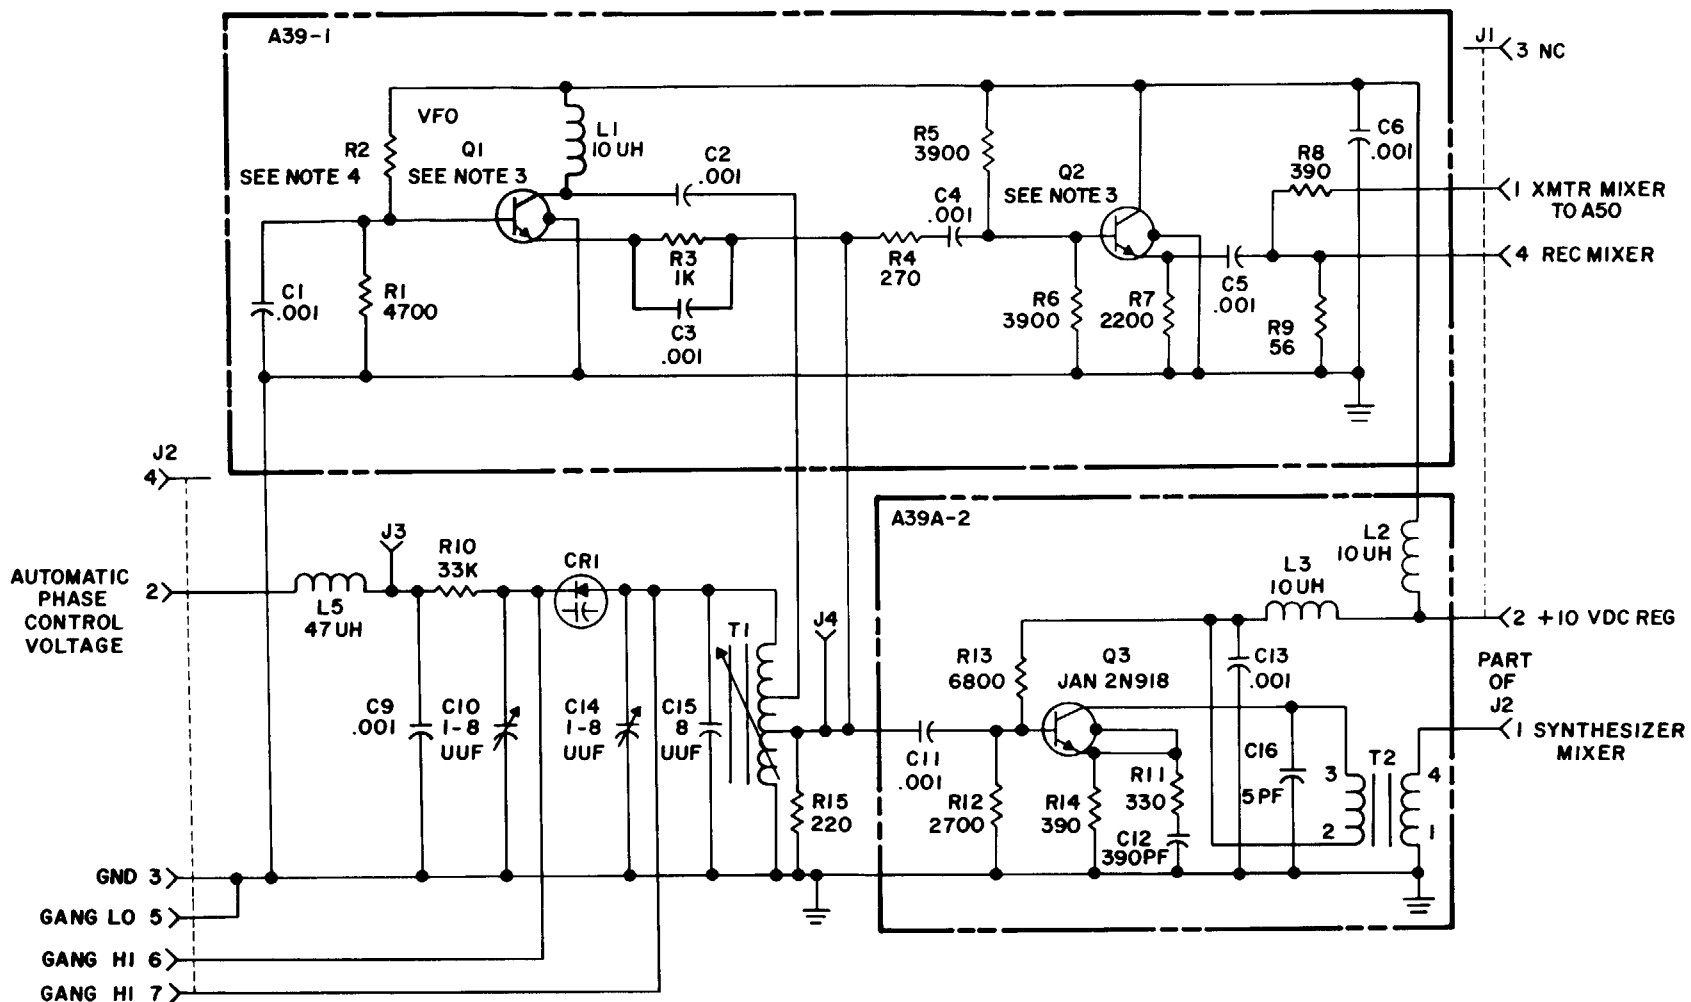 A39-1
J1
3 NC
VFO
R2
SEE NOTE 4
Q1
SEE NOTE 3
L1
10 UH
C2
.001
R5
3900
Q2
SEE NOTE 3
C4
.001
C6
.001
R8
390
1 XMTR MIXER
TO A50
4 REC MIXER
C1
.001
R1
4700
R3
1K
C3
.001
R4
270
R6
3900
R7
2200
C5
.001
R9
56
J2
4
A39A-2
J3
R10
33K
CR1
AUTOMATIC
PHASE
CONTROL
VOLTAGE
2
L5
47 UH
T1
J4
L2
10 UH
L3
10 UH
2 +10 VDC REG
R13
6800
Q3
JAN 2N918
C13
.001
PART
OF
J2
1 SYNTHESIZER
MIXER
C9
.001
C10
1-8
UUF
C14
1-8
UUF
C15
8
UUF
C11
.001
R12
2700
R14
390
R11
330
C12
390PF
C16
5PF
3
T2
4
2
1
R15
220
GND 3
GANG LO 5
GANG HI 6
GANG HI 7